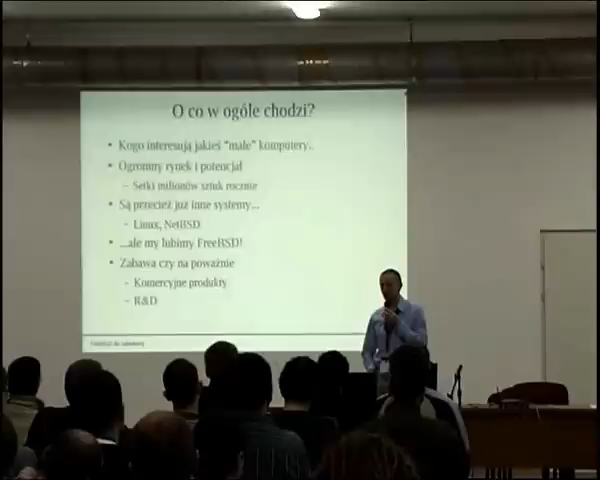 O co w ogóle chodzi?
• Kogo interesują jakieś "małe" komputery..
• Ogromny rynek i potencjał
– Setki milionów sztuk rocznie
• Są przecież już inne systemy...
– Linux, NetBSD
• ...ale my lubimy FreeBSD!
• Zabawa czy na poważnie
– Komercyjne produkty
– R&D